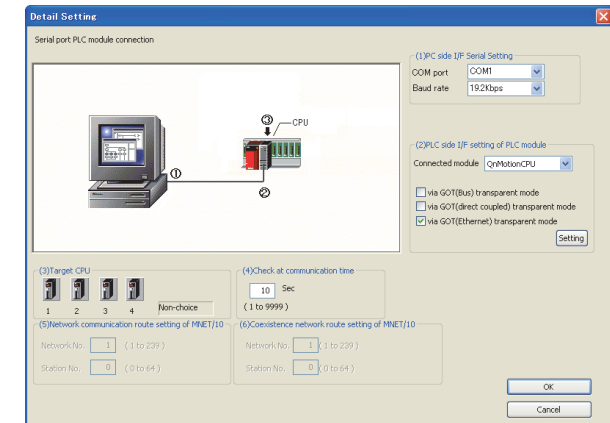 Detail Setting
Serial port PLC module connection
CPU
①
②
③
(1)PC side I/F Serial Setting
COM port COM1
Baud rate 19.2Kbps
(2)PLC side I/F setting of PLC module
Connected module QnMotionCPU
via GOT(Bus) transparent mode
via GOT(direct coupled) transparent mode
via GOT(Ethernet) transparent mode
Setting
(3)Target CPU
1 2 3 4 Non-choice
(4)Check at communication time
10 Sec
( 1 to 9999 )
(5)Network communication route setting of MNET/10
Network No. 1 ( 1 to 239 )
Station No. 0 ( 0 to 64 )
(6)Coexistence network route setting of MNET/10
Network No. 1 ( 1 to 239 )
Station No. 0 ( 0 to 64 )
OK
Cancel